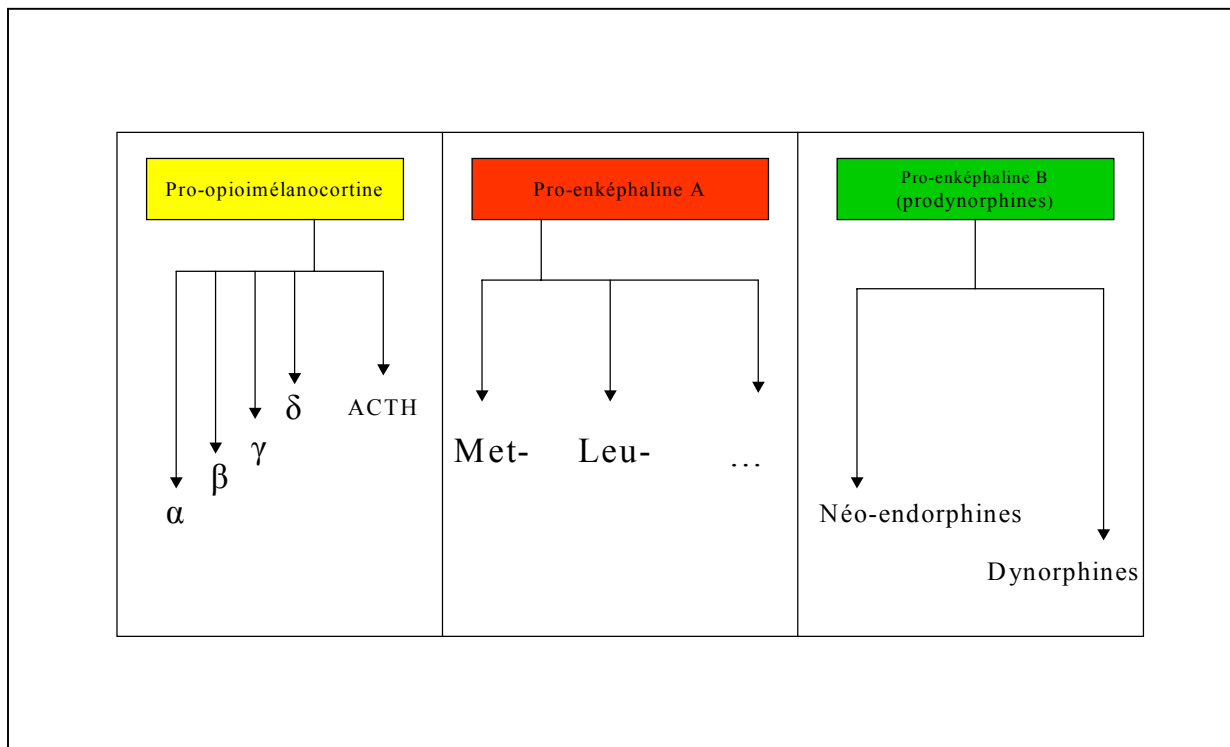 Pro-opioimélanocortine
α
β
γ
δ
ACTH
Pro-enképhaline A
Met-
Leu-
…
Pro-enképhaline B
(prodynorphines)
Néo-endorphines
Dynorphines